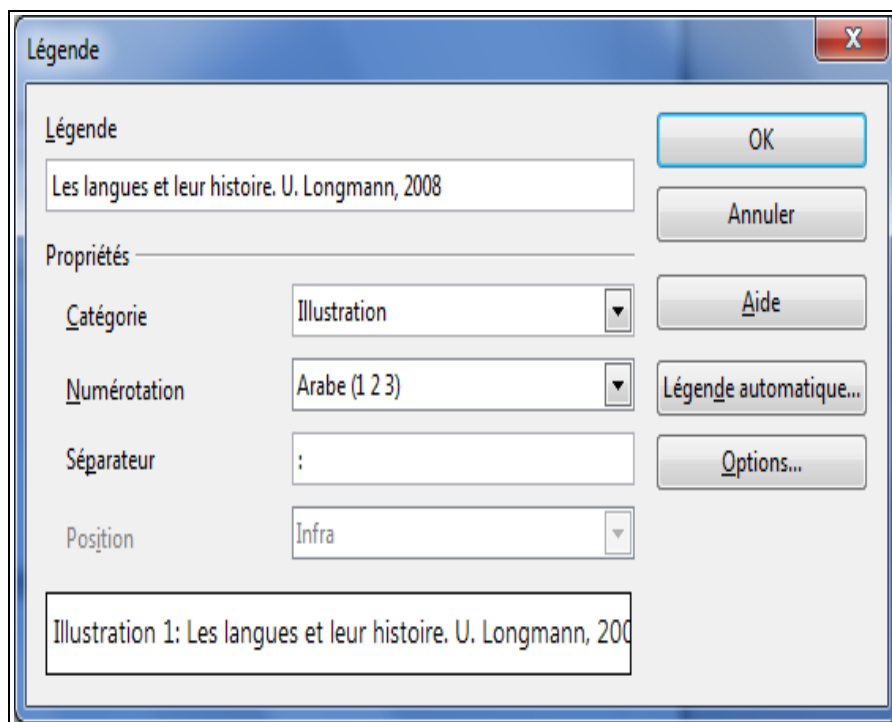 Légende
X
Légende
OK
Les langues et leur histoire. U. Longmann, 2008
Annuler
Propriétés
Catégorie
Illustration
Aide
Numérotation
Arabe (1 2 3)
Légende automatique...
Séparateur
:
Options...
Position
Infra
Illustration 1: Les langues et leur histoire. U. Longmann, 200